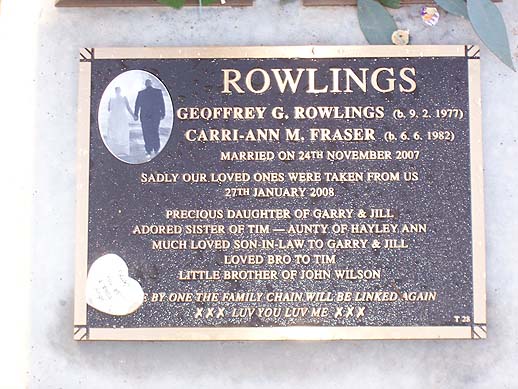 ROWLINGS
GEOFFREY G. ROWLINGS (b. 9. 2. 1977)
CARRI-ANN M. FRASER (b. 6. 6. 1982)
MARRIED ON 24TH NOVEMBER 2007
SADLY OUR LOVED ONES WERE TAKEN FROM US
27TH JANUARY 2008
PRECIOUS DAUGHTER OF GARRY & JILL
ADORED SISTER OF TIM — AUNTY OF HAYLEY ANN
MUCH LOVED SON-IN-LAW TO GARRY & JILL
LOVED BRO TO TIM
LITTLE BROTHER OF JOHN WILSON
E BY ONE THE FAMILY CHAIN WILL BE LINKED AGAIN
✗✗✗ LUV YOU LUV ME ✗✗✗
T 28